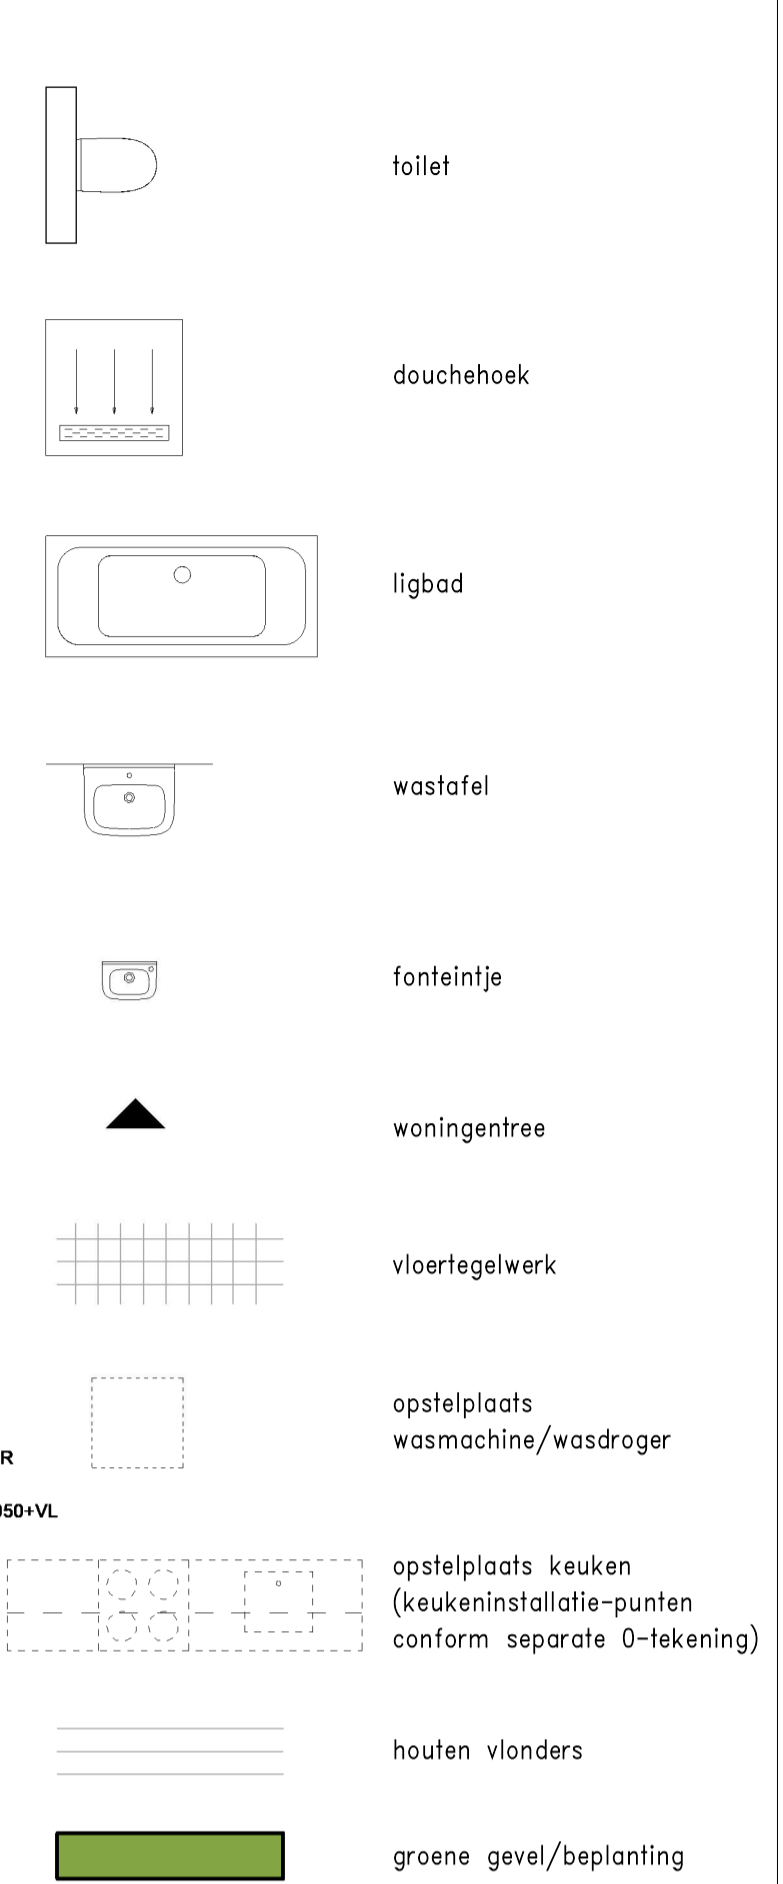 toilet
douchehoek
ligbad
wastafel
fonteintje
woningentree
vloertegelwerk
opstelplaats
wasmachine/wasdroger
R
050+VL
opstelplaats keuken
(keukeninstallatie-punten
conform separate 0-tekening)
houten vlonders
groene gevel/beplanting